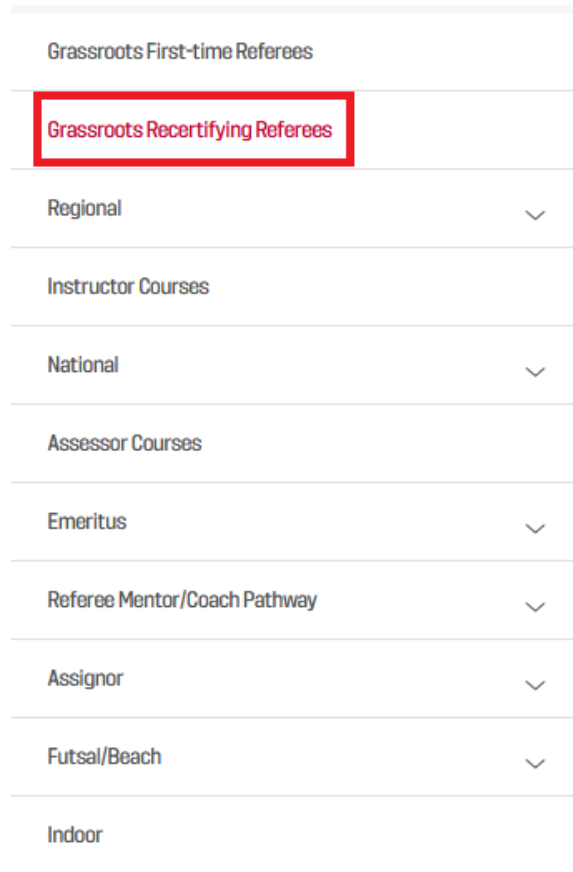 Grassroots First-time Referees
Grassroots Recertifying Referees
Regional
Instructor Courses
National
Assessor Courses
Emeritus
Referee Mentor/Coach Pathway
Assignor
Futsal/Beach
Indoor